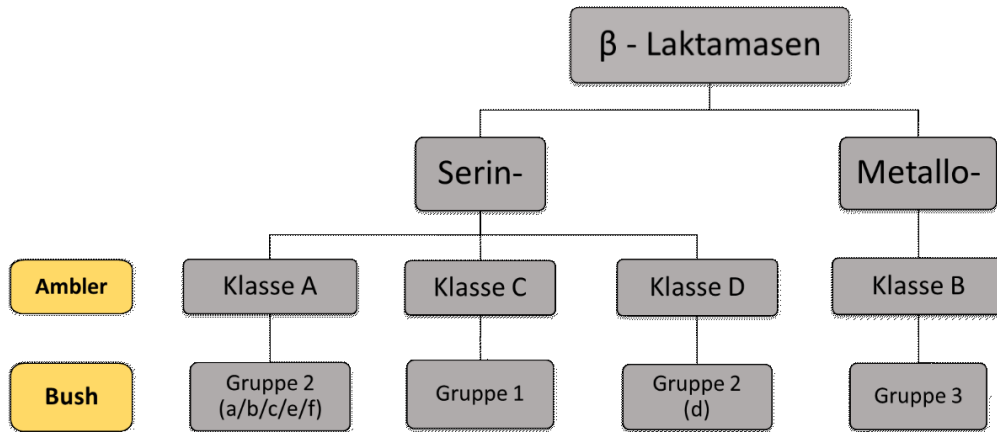 β - Laktamasen
Serin-
Metallo-
Ambler
Klasse A
Klasse C
Klasse D
Klasse B
Bush
Gruppe 2
(a/b/c/e/f)
Gruppe 1
Gruppe 2
(d)
Gruppe 3